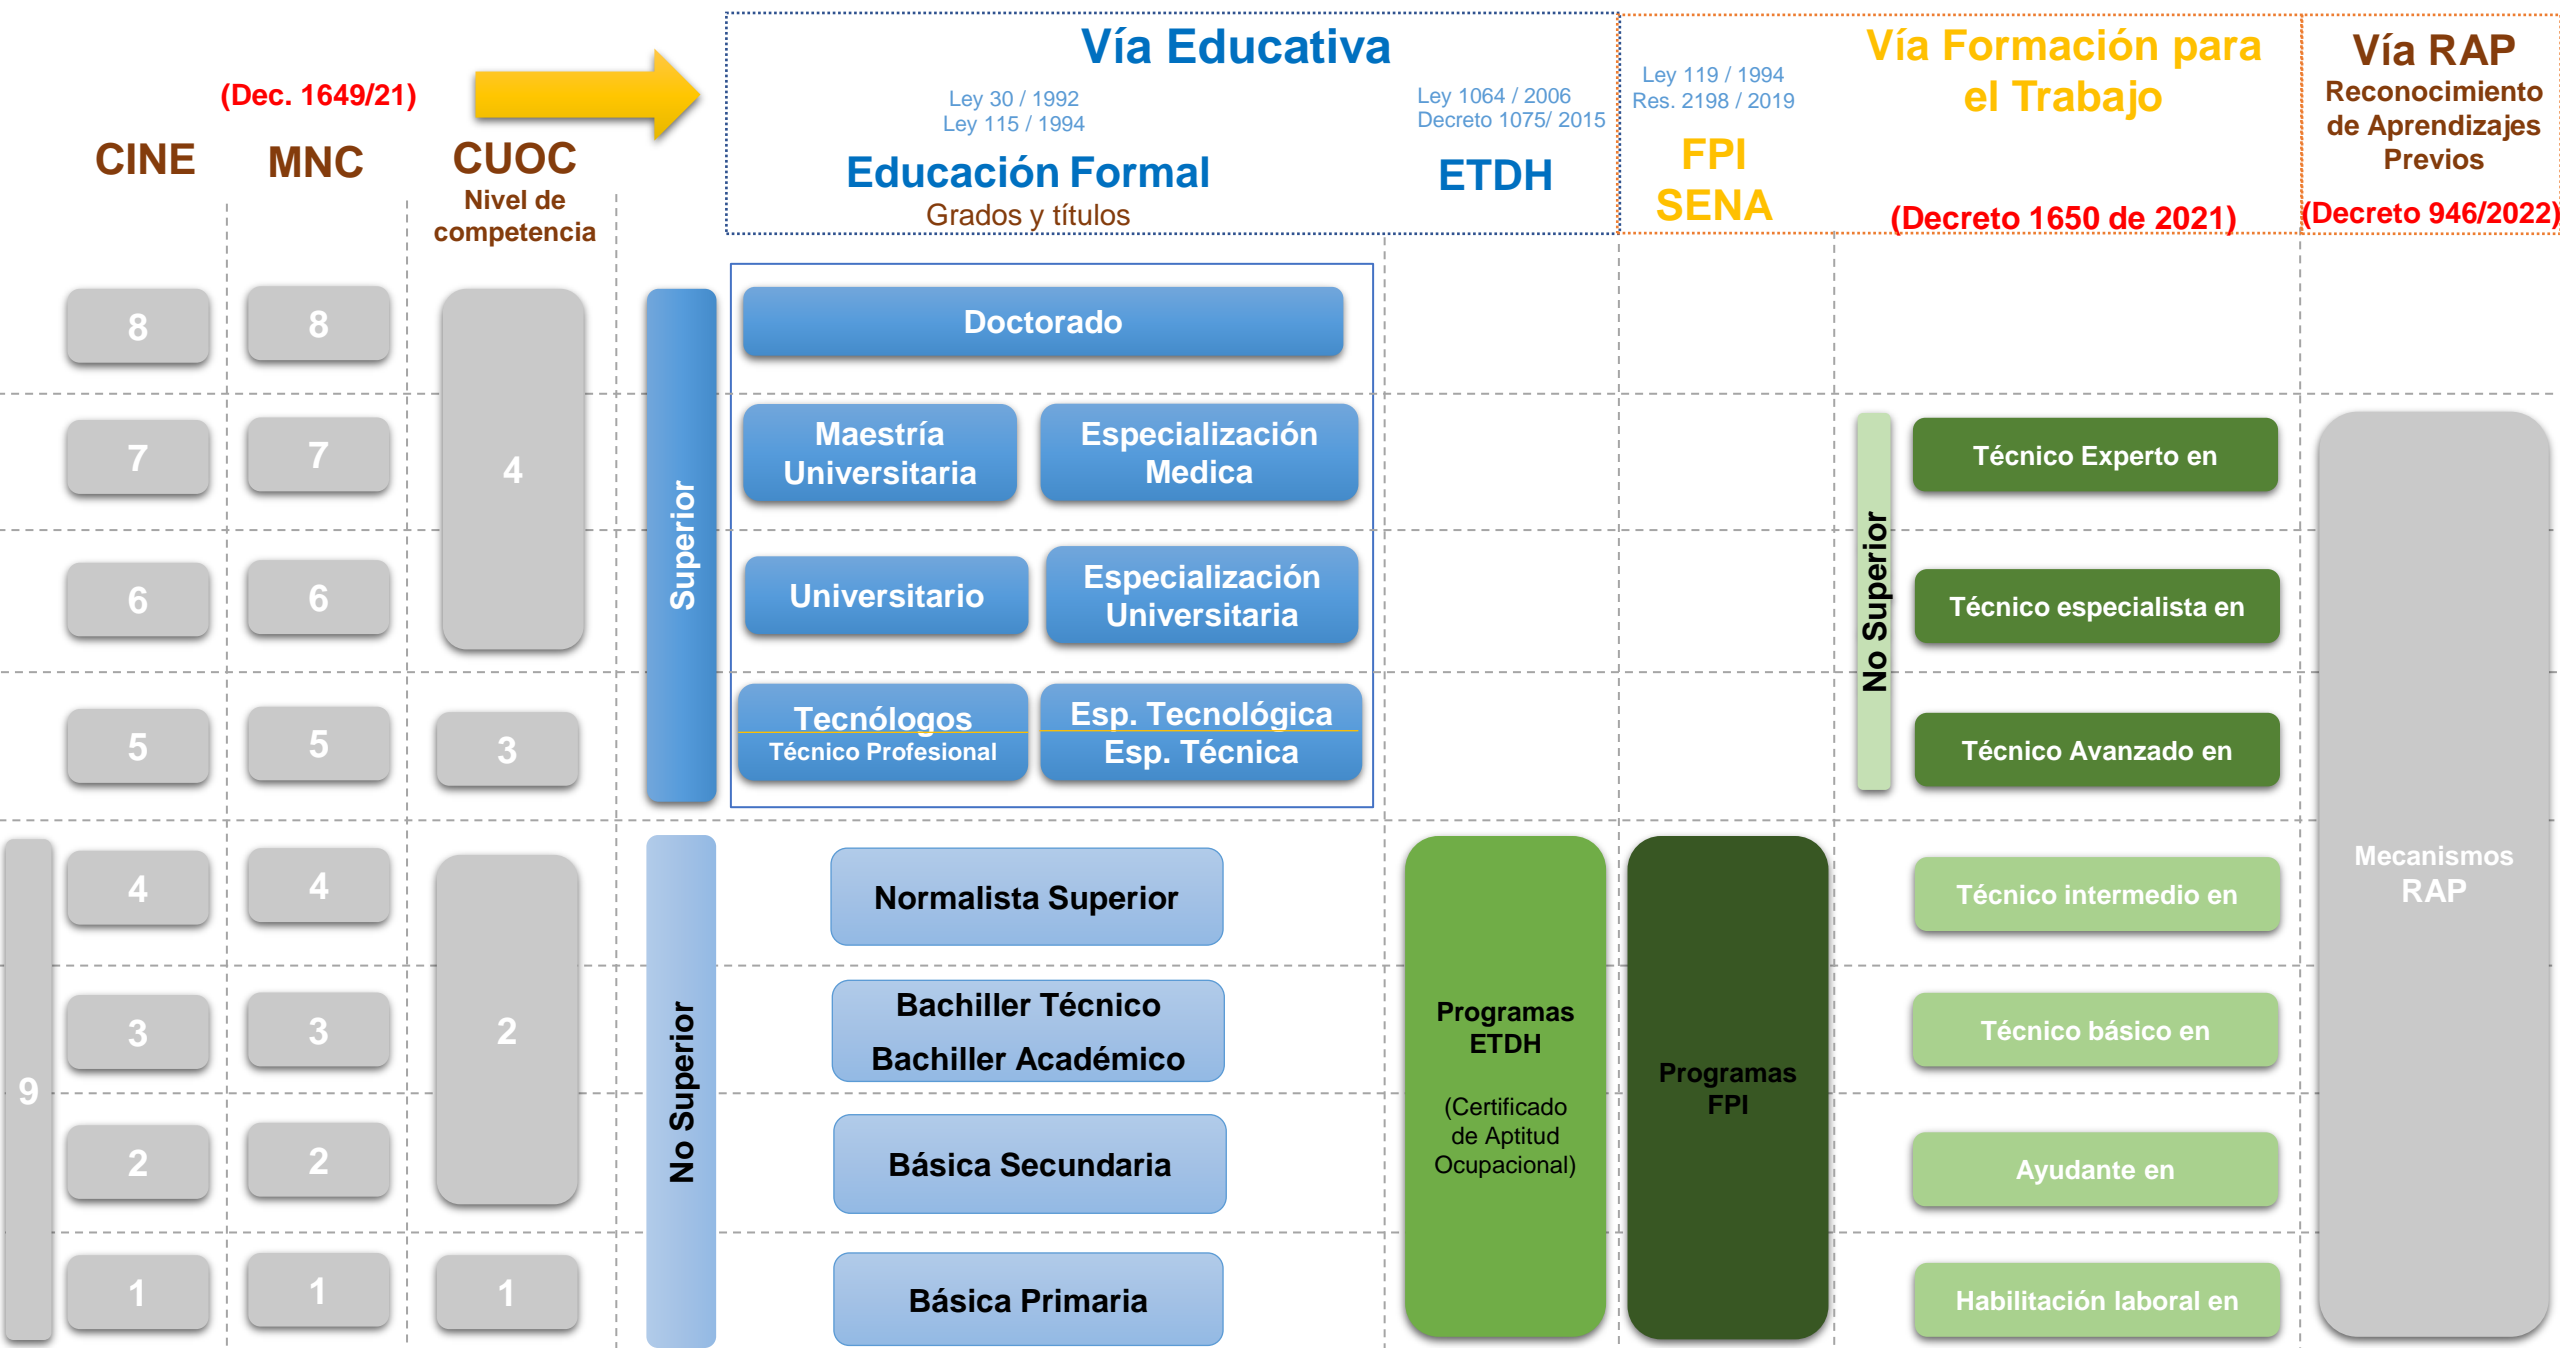 Vía Educativa
Vía Formación para
el Trabajo
Vía RAP
Reconocimiento
de Aprendizajes
Previos
(Dec. 1649/21)
Ley 30 / 1992
Ley 115 / 1994
Ley 1064 / 2006
Decreto 1075/ 2015
Ley 119 / 1994
Res. 2198 / 2019
CINE
MNC
CUOC
Nivel de
competencia
Educación Formal
Grados y títulos
ETDH
FPI
SENA
(Decreto 1650 de 2021)
(Decreto 946/2022)
8
8
4
Superior
Doctorado
7
7
Maestría
Universitaria
Especialización
Medica
No Superior
Técnico Experto en
6
6
Universitario
Especialización
Universitaria
Técnico especialista en
5
5
3
Tecnólogos
Técnico Profesional
Esp. Tecnológica
Esp. Técnica
Técnico Avanzado en
Mecanismos
RAP
9
4
4
2
No Superior
Normalista Superior
Programas
ETDH
(Certificado
de Aptitud
Ocupacional)
Programas
FPI
Técnico intermedio en
3
3
Bachiller Técnico
Bachiller Académico
Técnico básico en
2
2
Básica Secundaria
Ayudante en
1
1
1
Básica Primaria
Habilitación laboral en